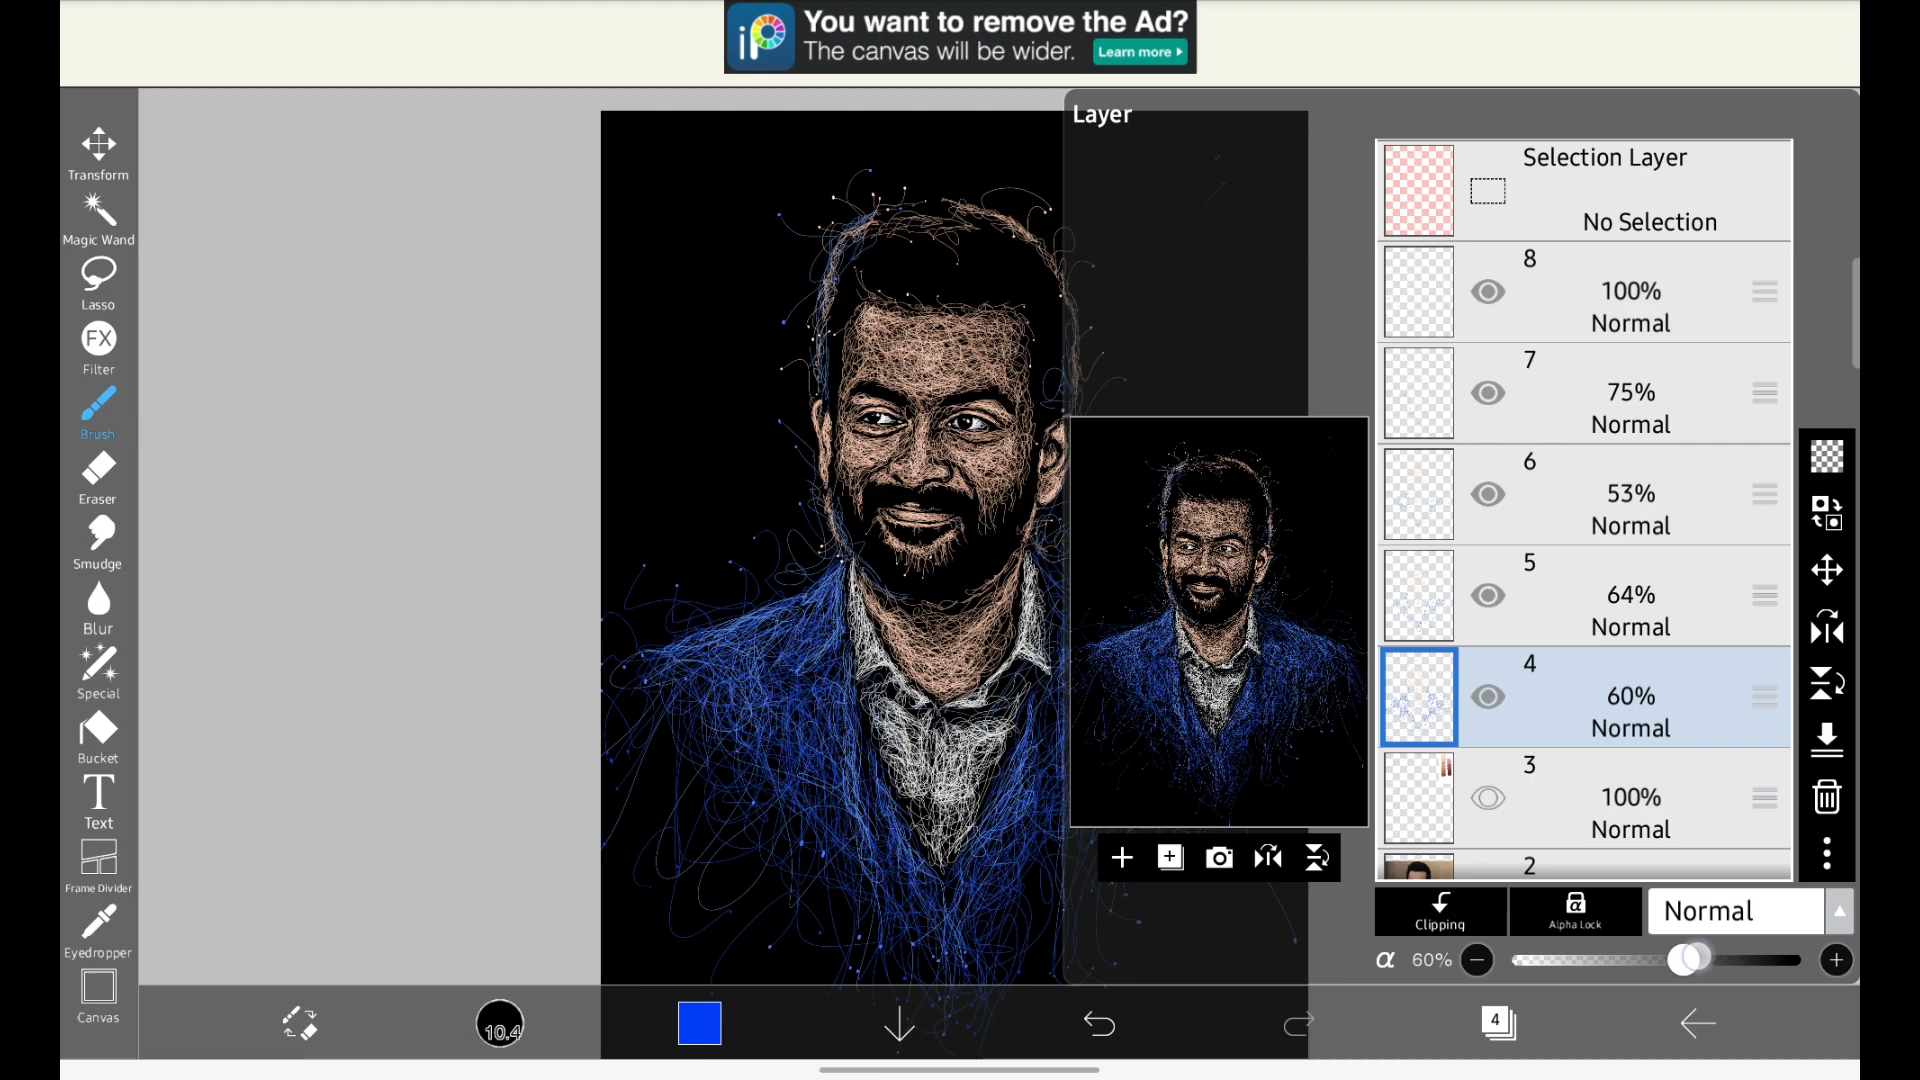 You want to remove the Ad?
The canvas will be wider.
Learn more
iP
Layer
Transform
Magic Wand
Lasso
FX
Filter
Brush
Eraser
Smudge
Blur
Special
Bucket
T
Text
Frame Divider
Eyedropper
Canvas
Selection Layer
No Selection
8
100%
Normal
7
75%
Normal
6
53%
Normal
5
64%
Normal
4
60%
Normal
3
100%
Normal
2
Clipping
α
Alpha Lock
Normal
α 60%
10.4
4